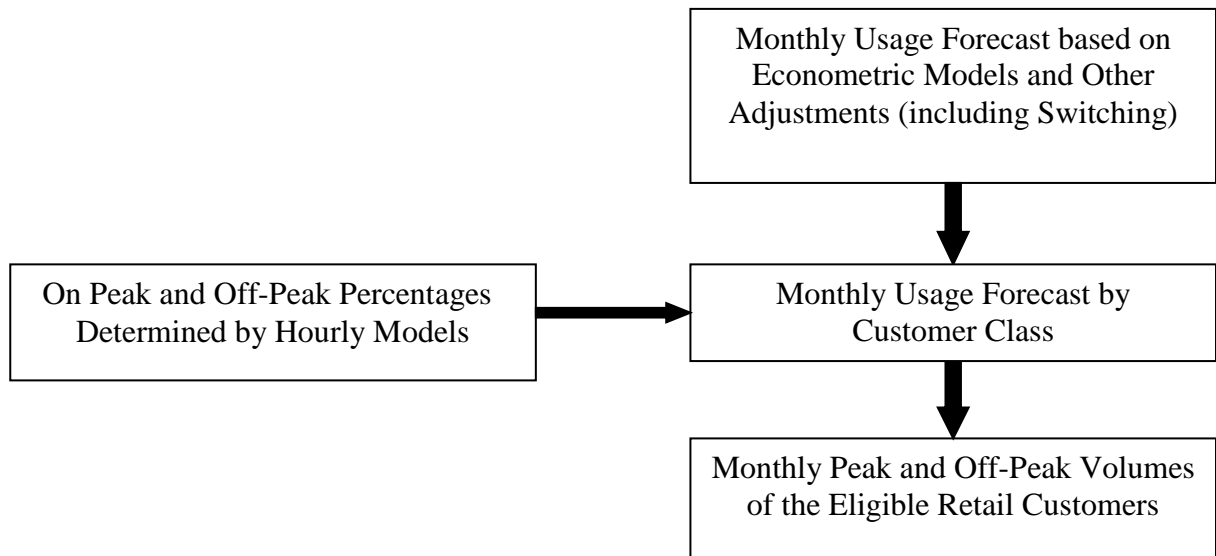 Monthly Usage Forecast based on
Econometric Models and Other
Adjustments (including Switching)
On Peak and Off-Peak Percentages
Determined by Hourly Models
Monthly Usage Forecast by
Customer Class
Monthly Peak and Off-Peak Volumes
of the Eligible Retail Customers